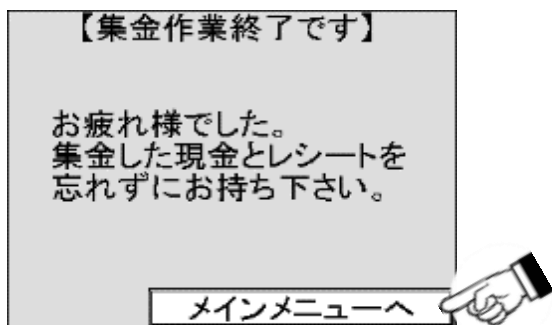 【集金作業終了です】
お疲れ様でした。
集金した現金とレシートを
忘れずにお持ち下さい。
メインメニューへ